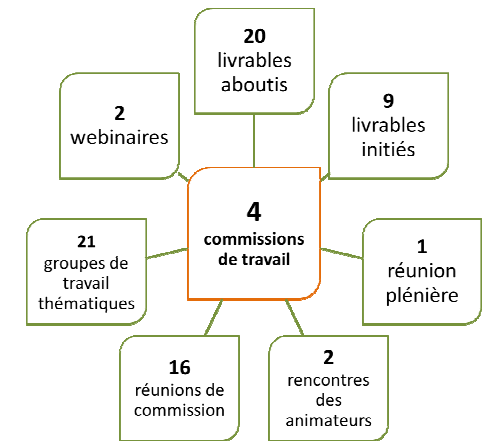 20
livrables
aboutis
2
webinaires
9
livrables
initiés
4
commissions
de travail
21
groupes de
travail
thématiques
1
réunion
plénière
16
réunions de
commission
2
rencontres
des
animateurs